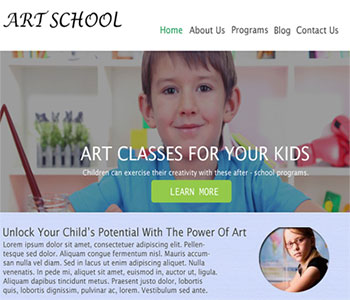 ART SCHOOL
Home About Us Programs Blog Contact Us
ART CLASSES FOR YOUR KIDS
Children can exercise their creativity with these after - school programs.
LEARN MORE
Unlock Your Child's Potential With The Power Of Art
Lorem ipsum dolor sit amet, consectetuer adipiscing elit. Pellen-
tesque sed dolor. Aliquam congue fermentum nisl. Mauris accum-
san nulla vel diam. Sed in lacus ut enim adipiscing aliquet. Nulla
venenatis. In pede mi, aliquet sit amet, euismod in, auctor ut, ligula.
Aliquam dapibus tincidunt metus. Praesent justo dolor, lobortis
quis, lobortis dignissim, pulvinar ac, lorem. Vestibulum sed ante.